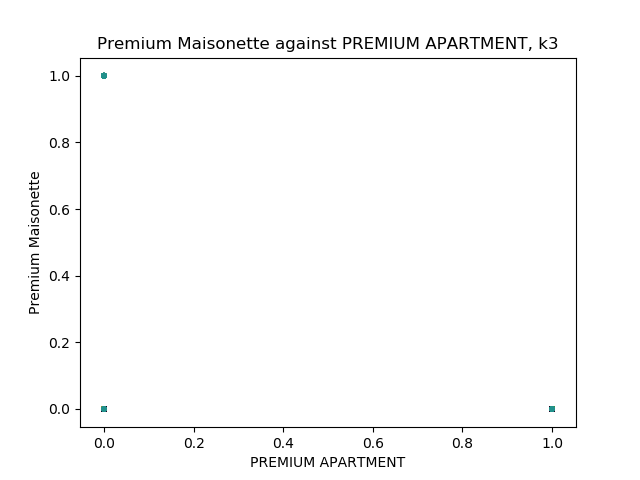 Premium Maisonette against PREMIUM APARTMENT, k3
1.0
0.8
0.6
0.4
0.2
0.0
Premium Maisonette
0.0 0.2 0.4 0.6 0.8 1.0
PREMIUM APARTMENT